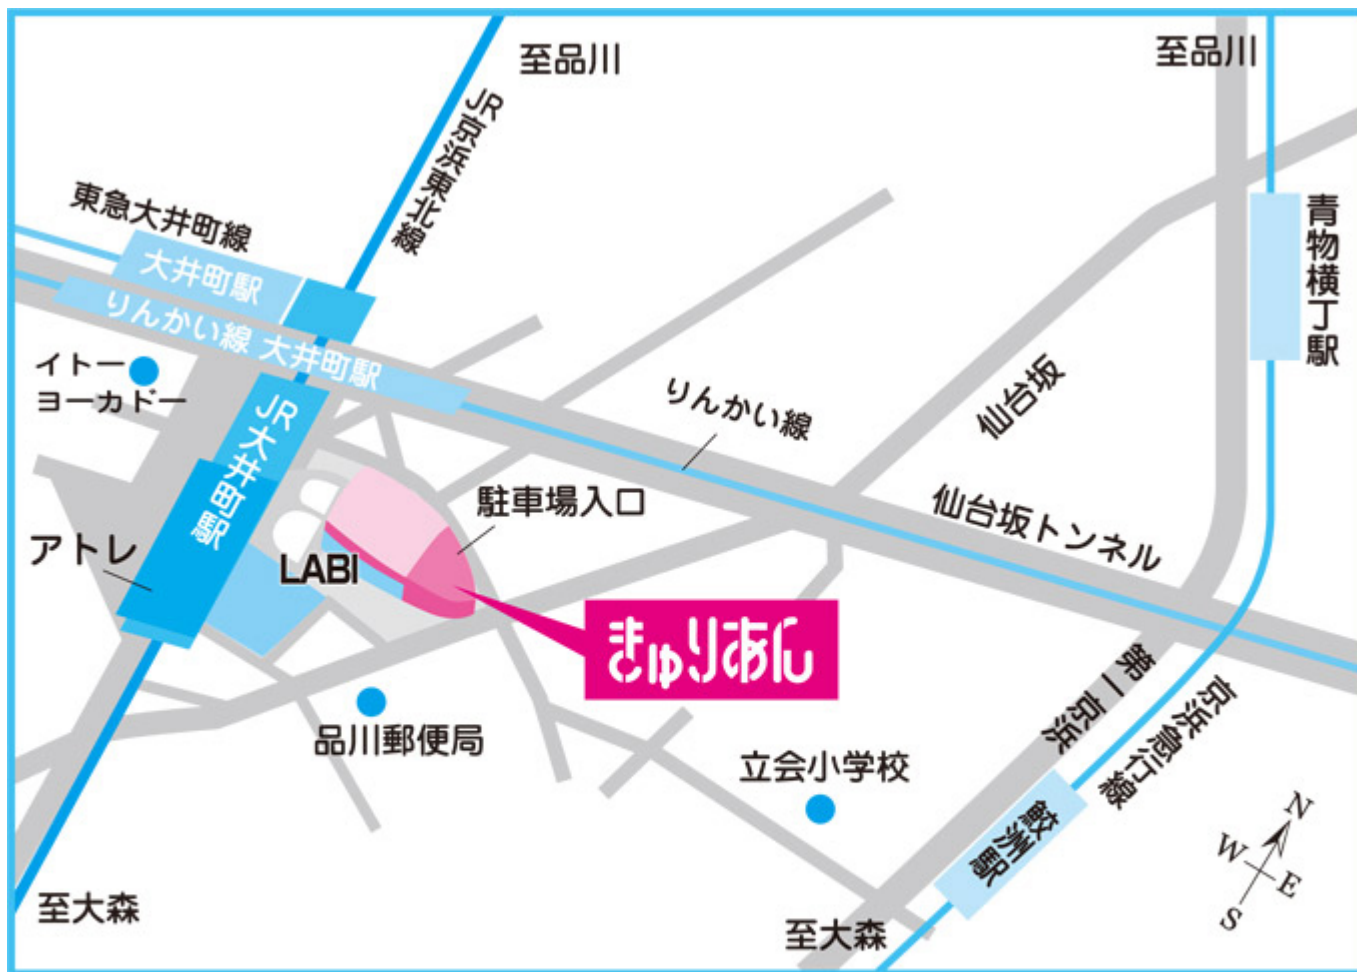 至品川
至品川
JR京浜東北線
東急大井町線
大井町駅
りんかい線 大井町駅
青物横丁駅
イトー
ヨーカドー
JR大井町駅
りんかい線
仙台坂
駐車場入口
仙台坂トンネル
アトレ
LABI
きゅりあん
第一京浜
京浜急行線
品川郵便局
立会小学校
鮫洲駅
N
W
E
S
至大森
至大森